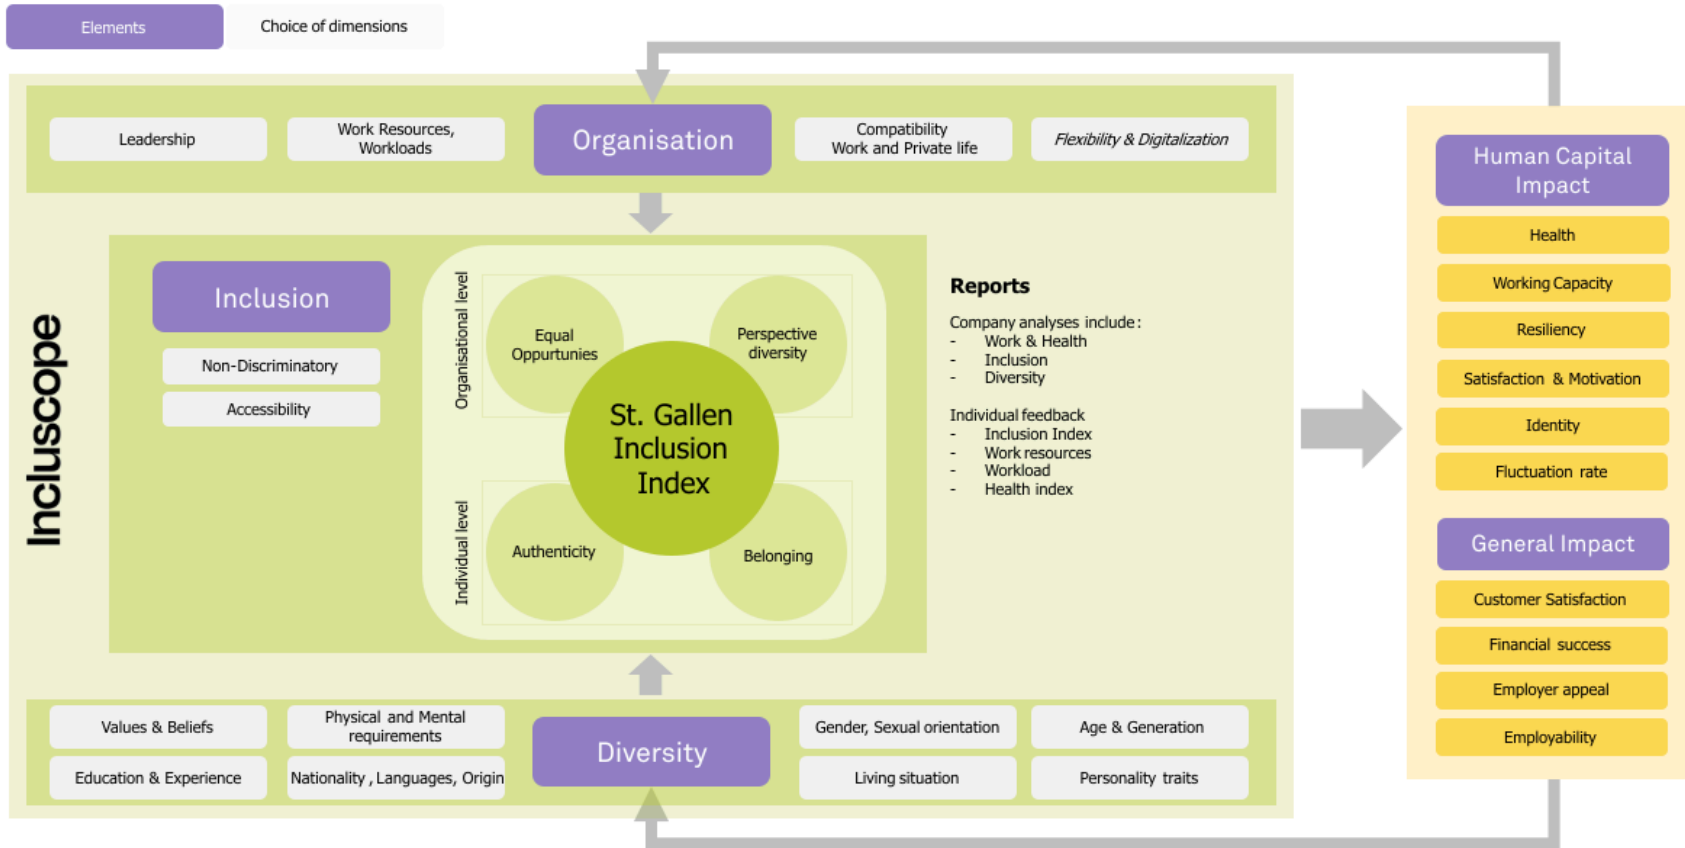 Elements
Choice of dimensions
Leadership
Work Resources,
Workloads
Organisation
Compatibility
Work and Private life
Flexibility & Digitalization
Human Capital
Impact
Health
Working Capacity
Resiliency
Satisfaction & Motivation
Identity
Fluctuation rate
General Impact
Customer Satisfaction
Financial success
Employer appeal
Employability
Incluscope
Inclusion
Non-Discriminatory
Accessibility
Organisational level
Equal
Oppurtunies
Perspective
diversity
St. Gallen
Inclusion
Index
Individual level
Authenticity
Belonging
Reports
Company analyses include:
- Work & Health
- Inclusion
- Diversity
Individual feedback
- Inclusion Index
- Work resources
- Workload
- Health index
Values & Beliefs
Physical and Mental
requirements
Diversity
Gender, Sexual orientation
Age & Generation
Education & Experience
Nationality , Languages, Origin
Living situation
Personality traits